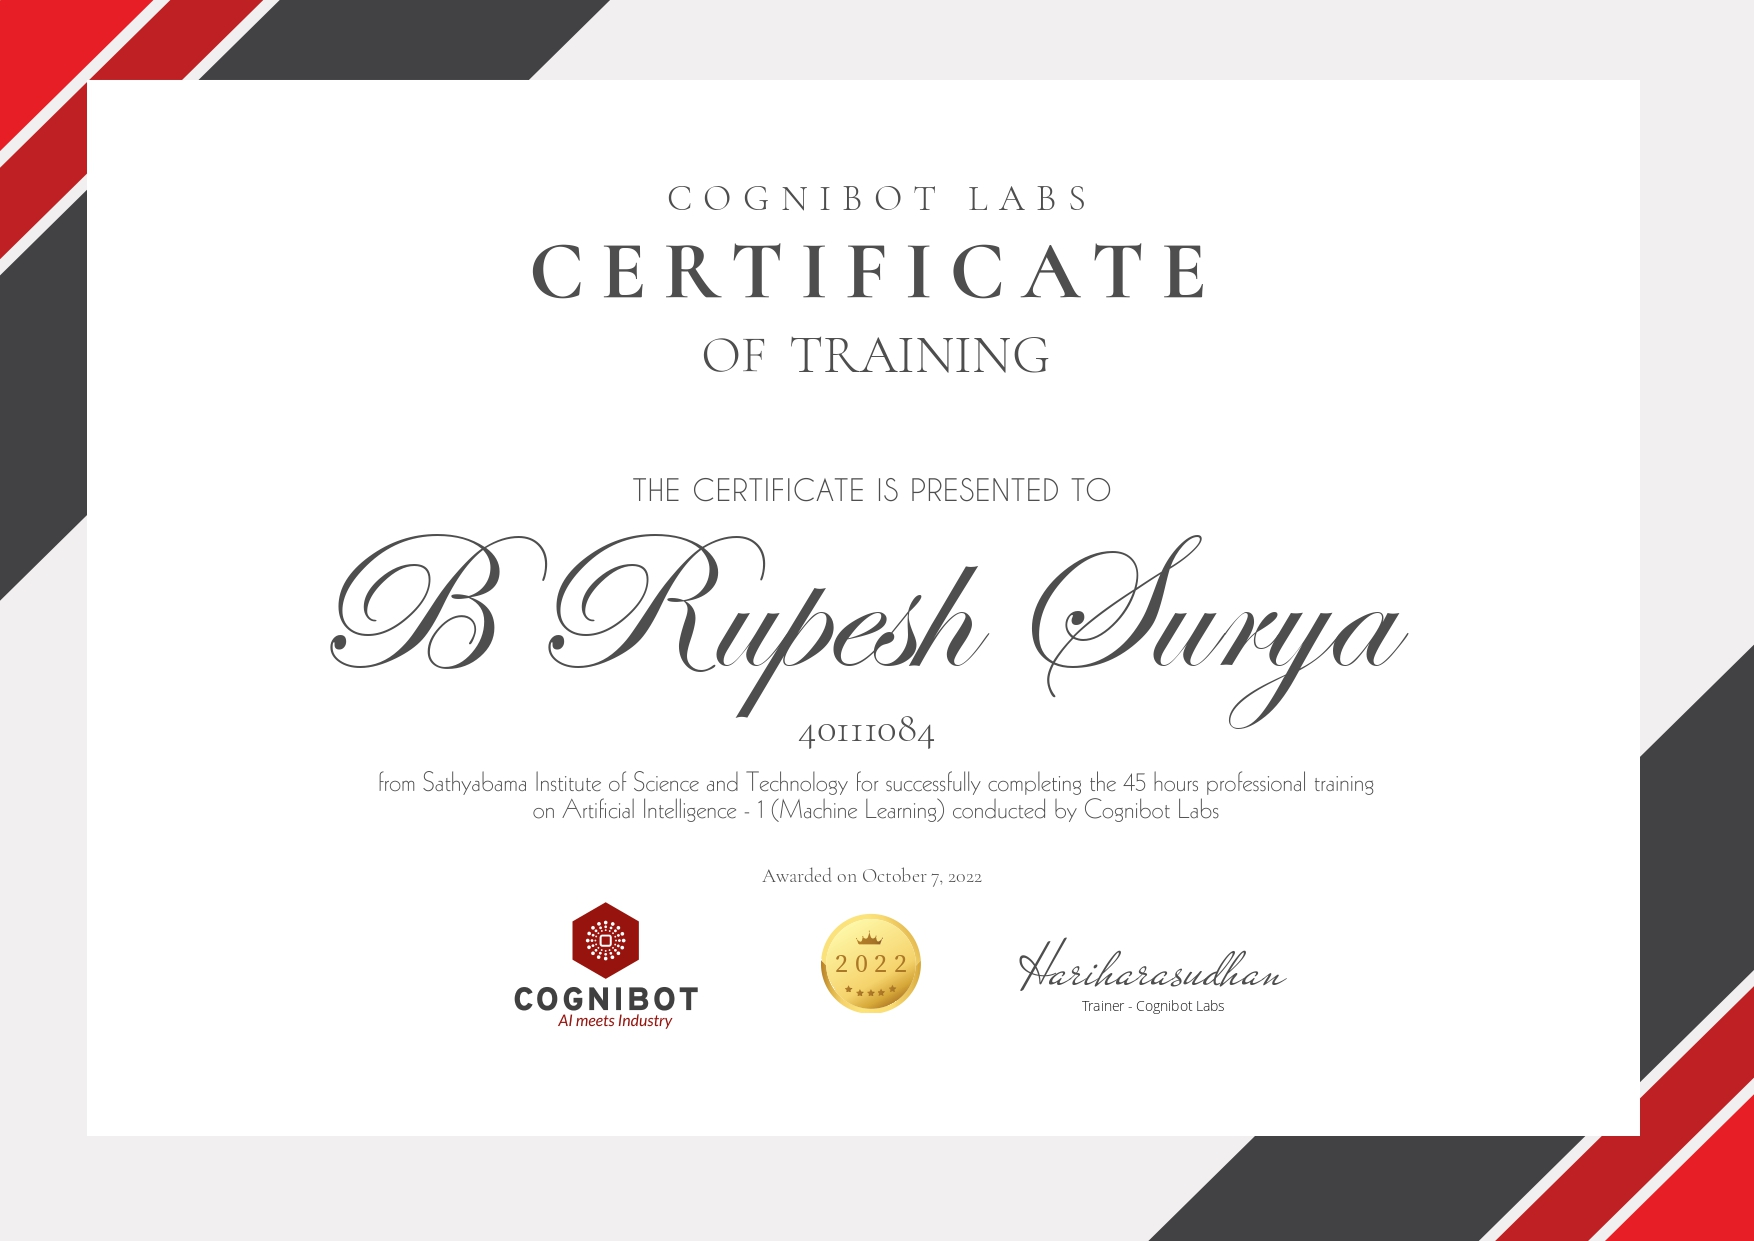 COGNIBOT LABS
CERTIFICATE
OF TRAINING
THE CERTIFICATE IS PRESENTED TO
B Rupesh Surya
40111084
from Sathyabama Institute of Science and Technology for successfully completing the 45 hours professional training
on Artificial Intelligence - 1 (Machine Learning) conducted by Cognibot Labs
Awarded on October 7, 2022
COGNIBOT
AI meets Industry
2022
Hariharasudhan
Trainer - Cognibot Labs